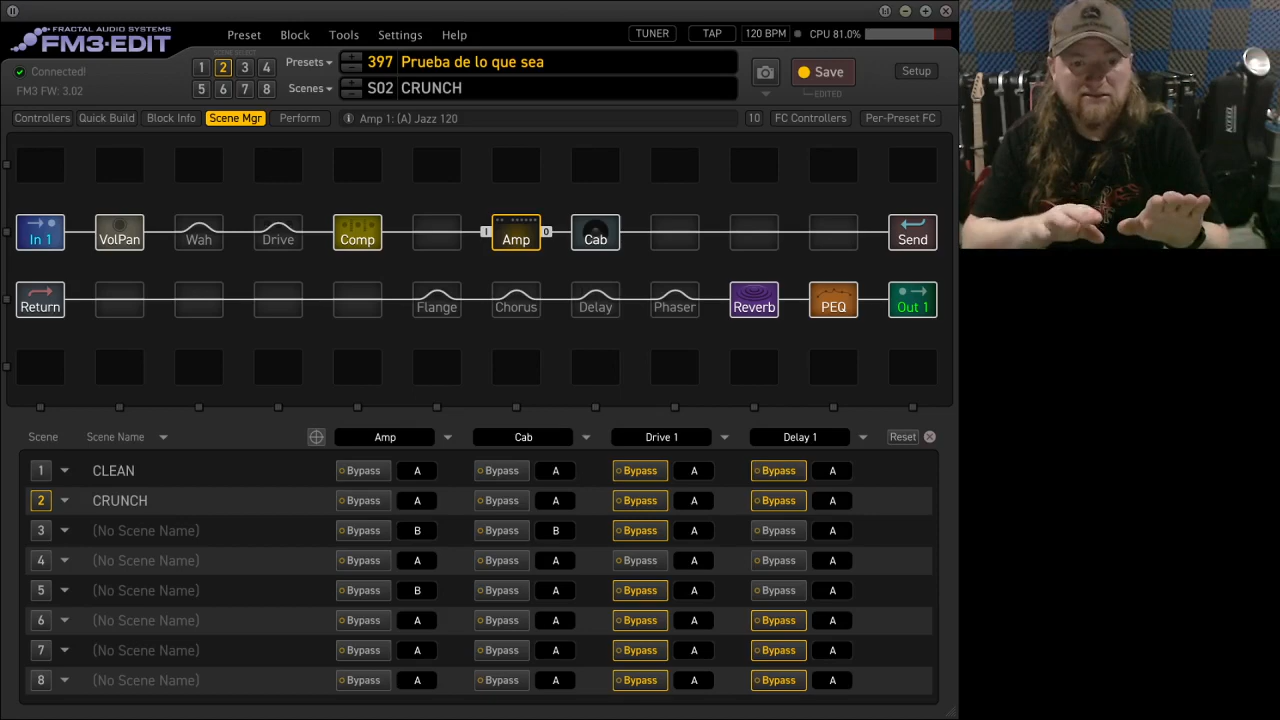 FRACTAL AUDIO SYSTEMS
FM3-EDIT
Preset Block Tools Settings Help
TUNER TAP 120 BPM CPU 81.0%
Connected!
FM3 FW: 3.02
SCENE SELECT
1 2 3 4
5 6 7 8
Presets 397 Prueba de lo que sea
Scenes S02 CRUNCH
Save
EDITED
Setup
Controllers Quick Build Block Info Scene Mgr Perform Amp 1: (A) Jazz 120 10 FC Controllers Per-Preset FC
In 1 VolPan Wah Drive Comp I Amp O Cab Send
Return Flange Chorus Delay Phaser Reverb PEQ Out 1
Scene Scene Name Amp Cab Drive 1 Delay 1 Reset
1 CLEAN Bypass A Bypass A Bypass A Bypass A
2 CRUNCH Bypass A Bypass A Bypass A Bypass A
3 (No Scene Name) Bypass B Bypass B Bypass A Bypass A
4 (No Scene Name) Bypass A Bypass A Bypass A Bypass A
5 (No Scene Name) Bypass B Bypass A Bypass A Bypass A
6 (No Scene Name) Bypass A Bypass A Bypass A Bypass A
7 (No Scene Name) Bypass A Bypass A Bypass A Bypass A
8 (No Scene Name) Bypass A Bypass A Bypass A Bypass A